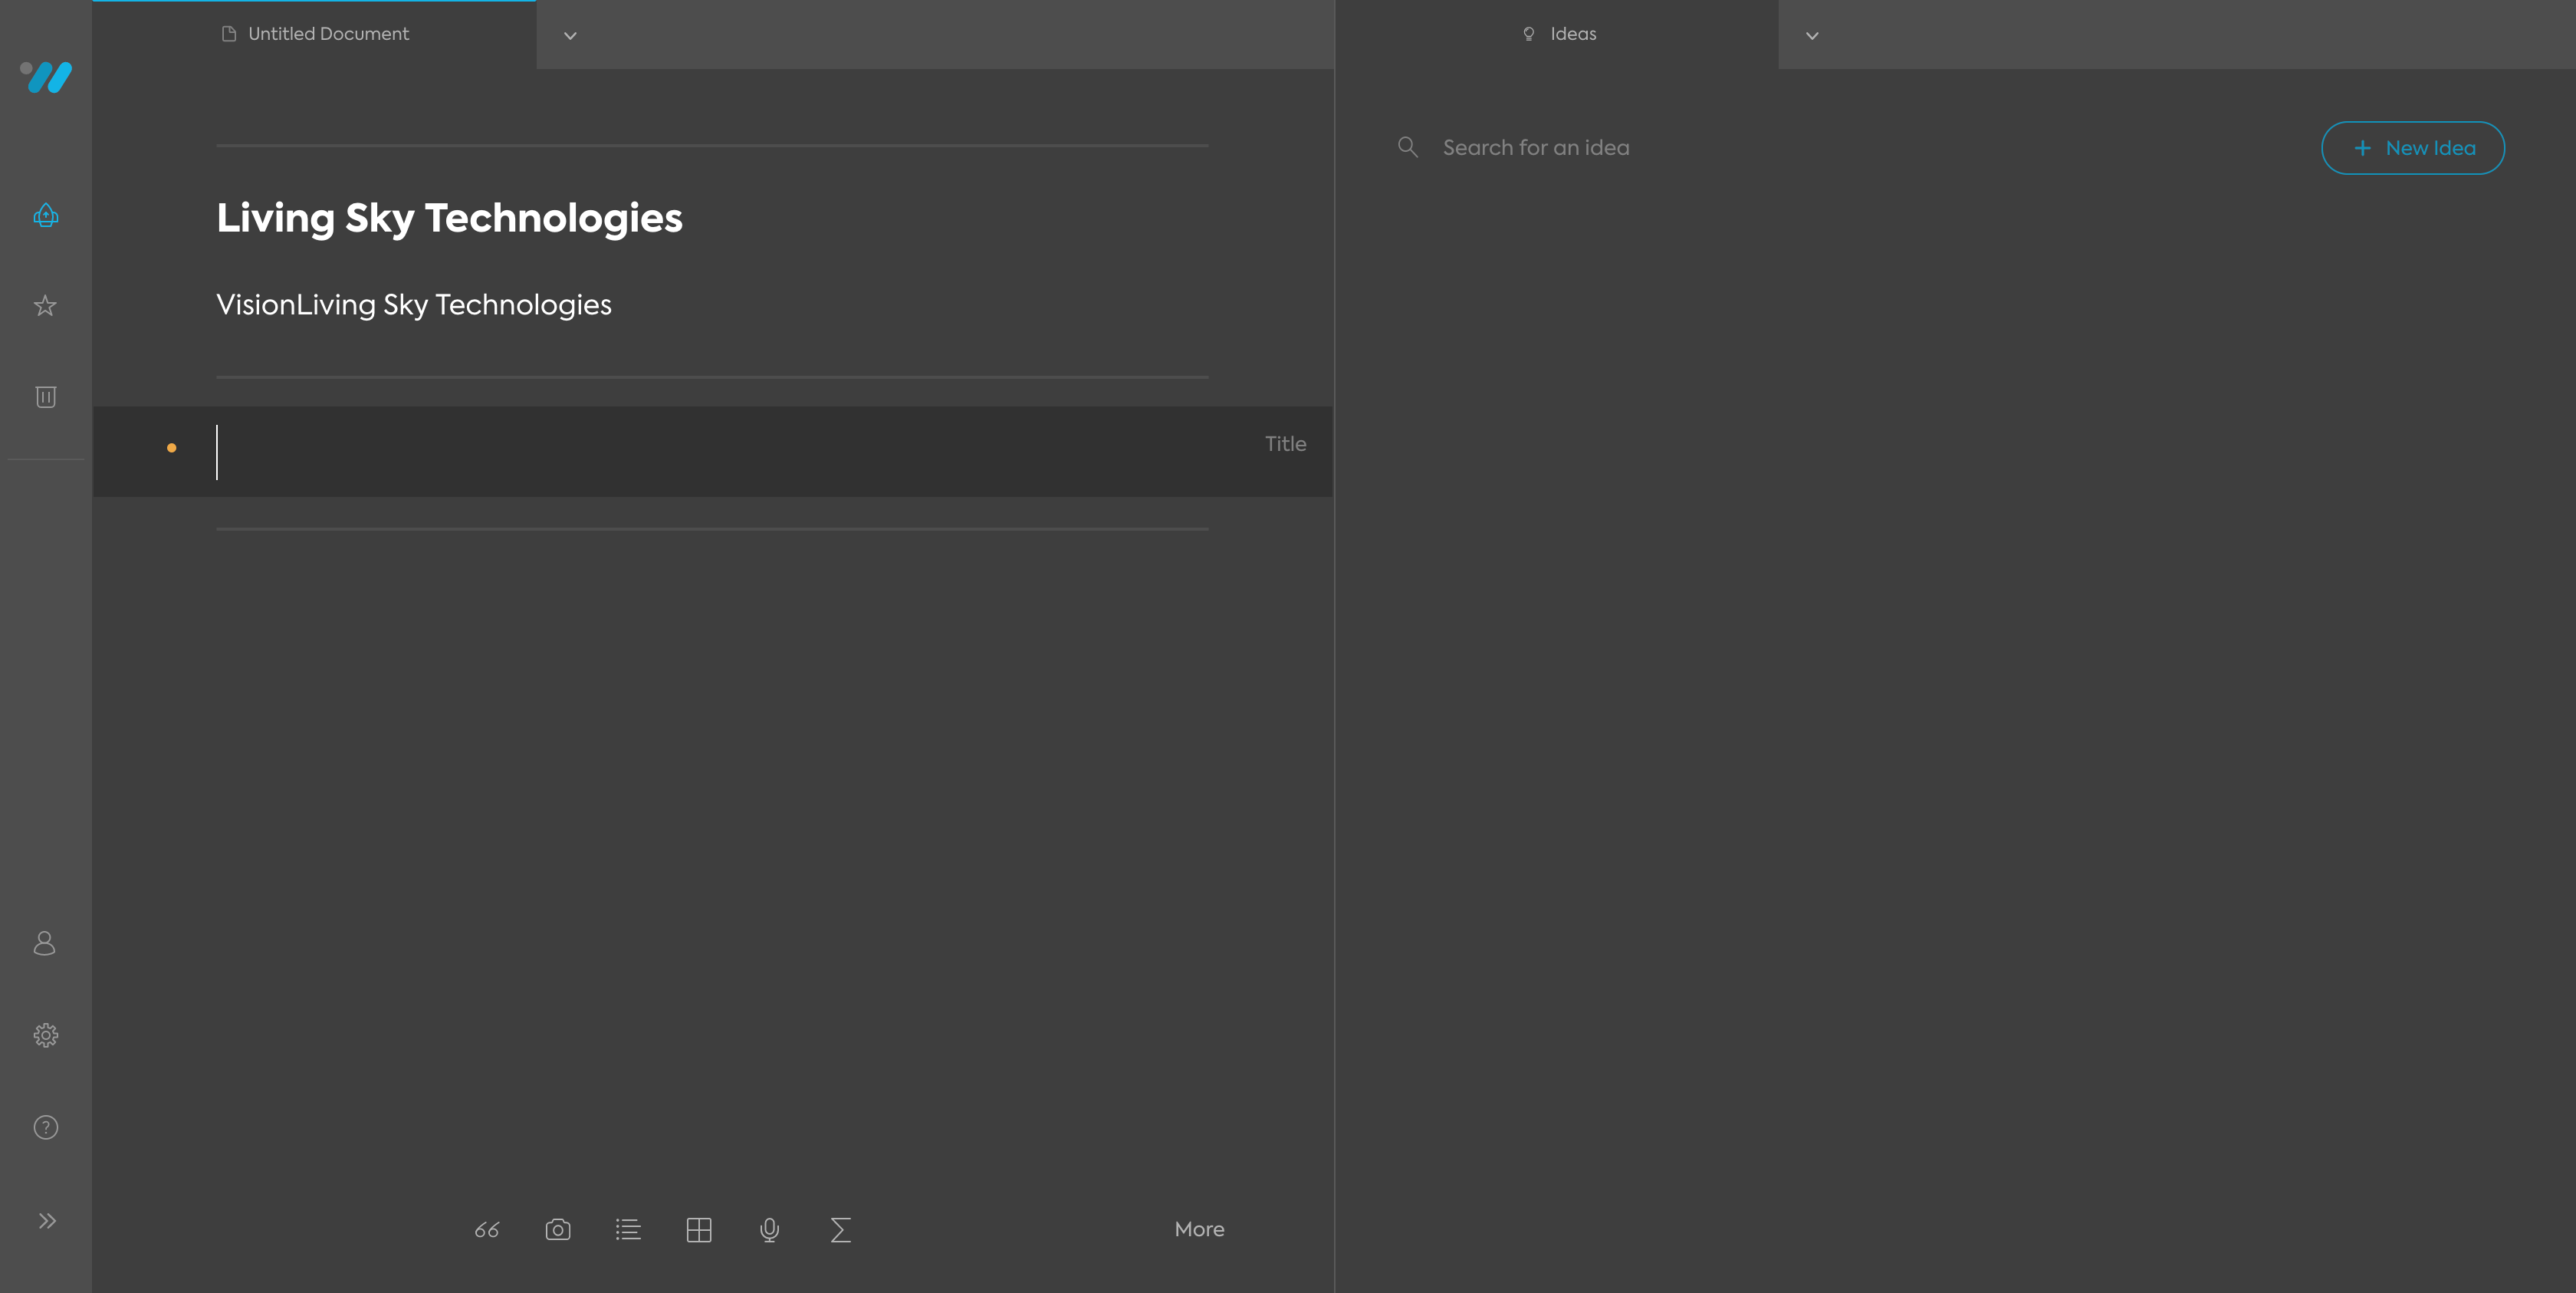 Untitled Document
Ideas
Search for an idea
New Idea
Living Sky Technologies
VisionLiving Sky Technologies
Title
More